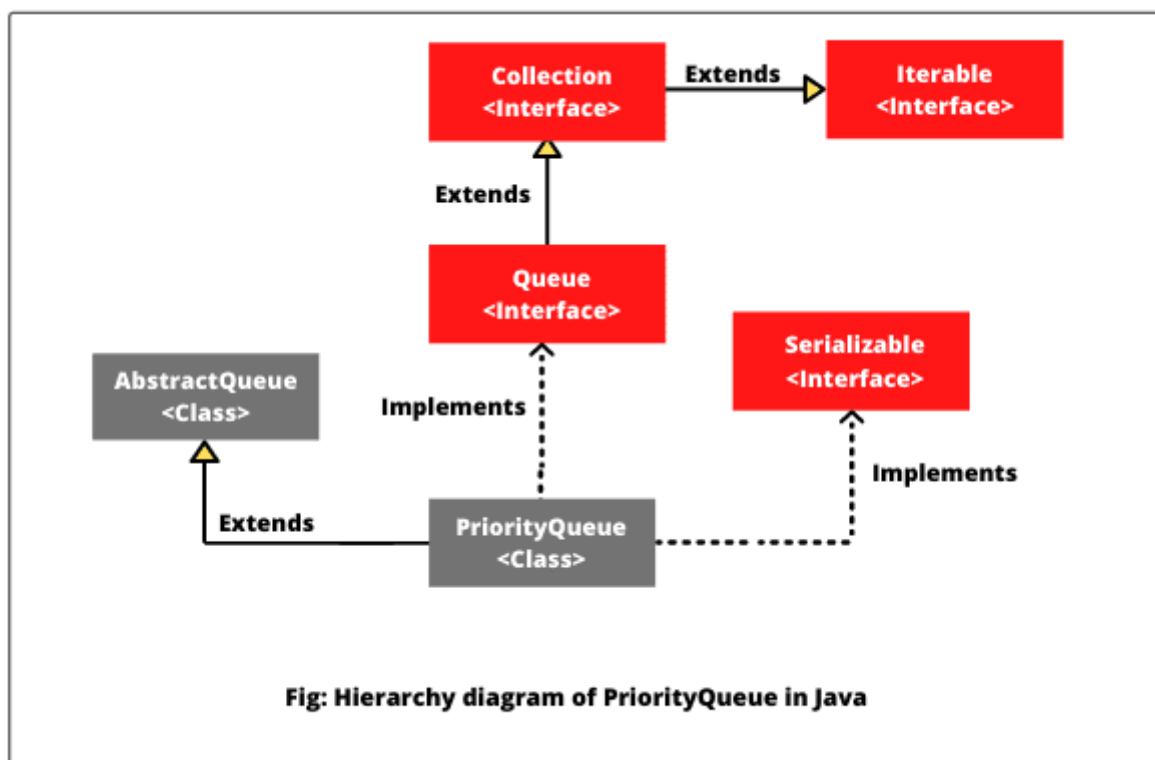 Collection
<Interface>
Extends
Iterable
<Interface>
Extends
Queue
<Interface>
Serializable
<Interface>
AbstractQueue
<Class>
Implements
Implements
Extends
PriorityQueue
<Class>
Fig: Hierarchy diagram of PriorityQueue in Java